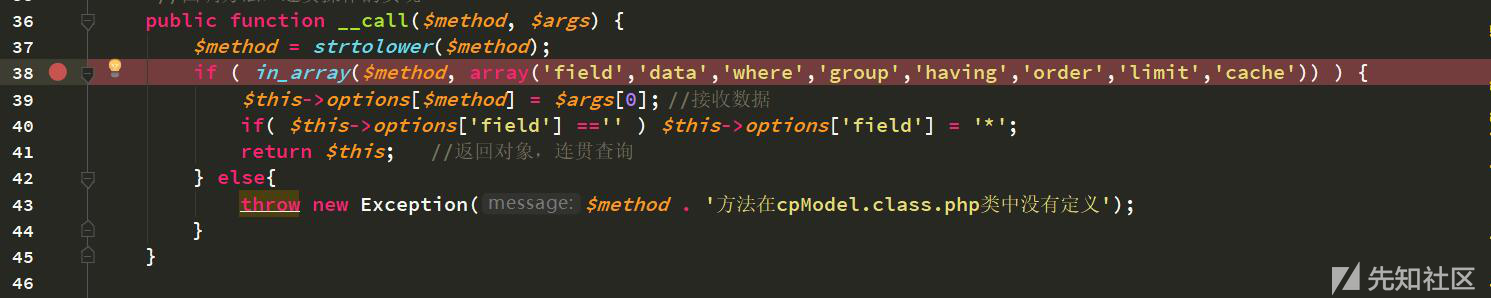 36 public function __call($method, $args) {
37 $method = strtolower($method);
38 if ( in_array($method, array('field','data','where','group','having','order','limit','cache')) ) {
39 $this->options[$method] = $args[0]; //接收数据
40 if( $this->options['field'] =='' ) $this->options['field'] = '*';
41 return $this; //返回对象，连贯查询
42 } else{
43 throw new Exception( message: $method . '方法在cpModel.class.php类中没有定义');
44 }
45 }
46
先知社区